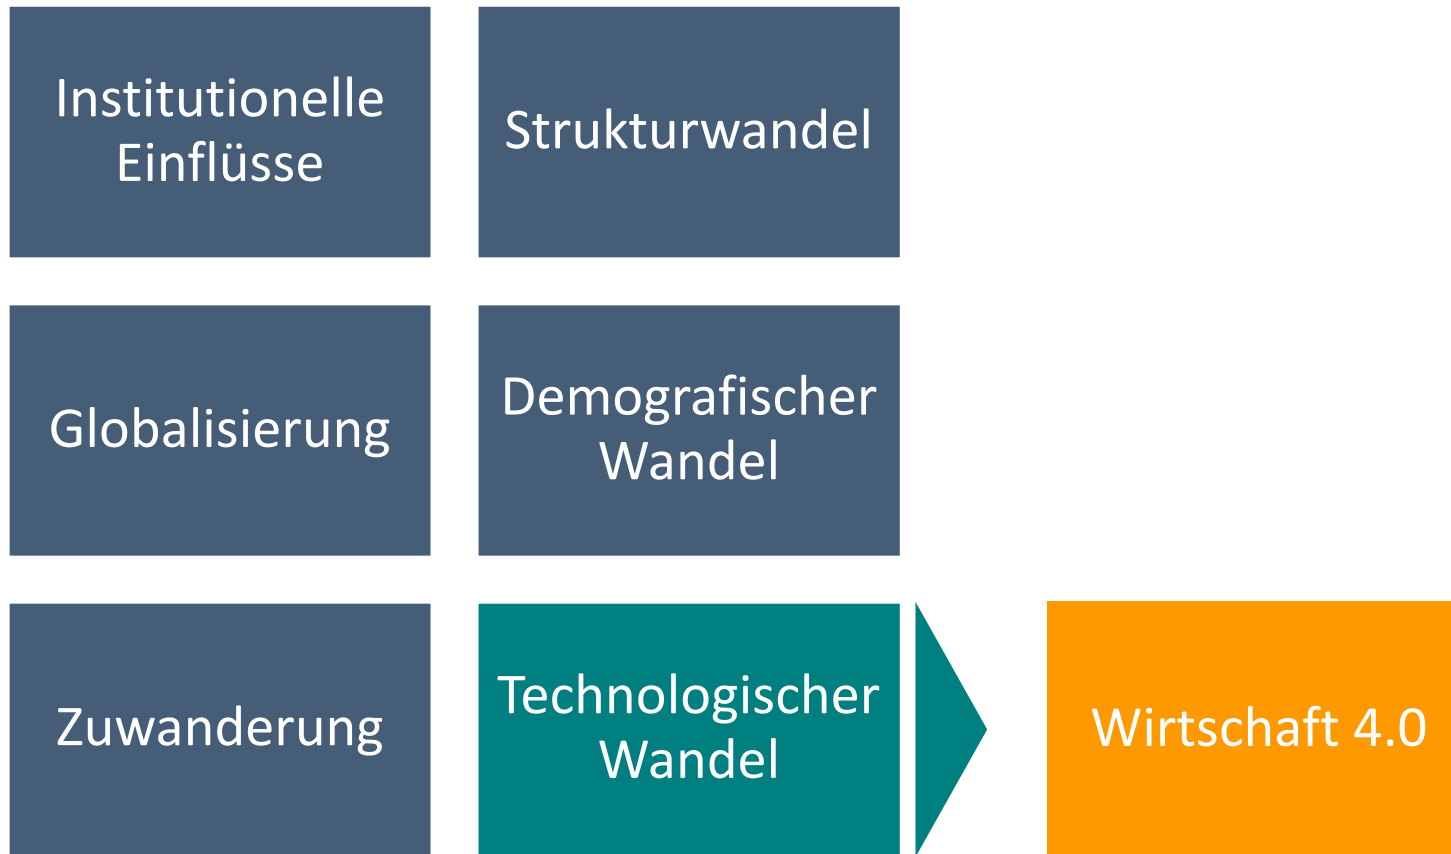 Institutionelle
Einflüsse
Strukturwandel
Globalisierung
Demografischer
Wandel
Zuwanderung
Technologischer
Wandel
Wirtschaft 4.0